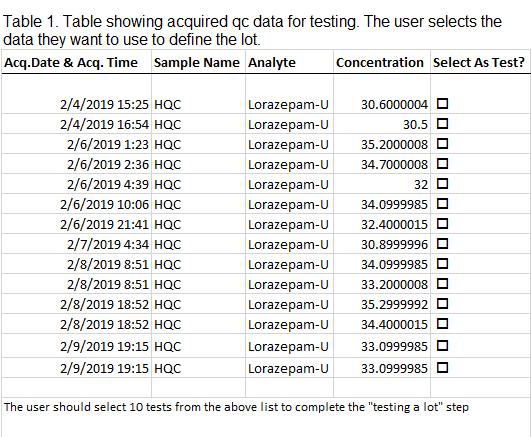 Table 1. Table showing acquired qc data for testing. The user selects the
data they want to use to define the lot.
Acq.Date & Acq. Time Sample Name Analyte Concentration Select As Test?
2/4/2019 15:25 HQC Lorazepam-U 30.6000004 ☐
2/4/2019 16:54 HQC Lorazepam-U 30.5 ☐
2/6/2019 1:23 HQC Lorazepam-U 35.2000008 ☐
2/6/2019 2:36 HQC Lorazepam-U 34.7000008 ☐
2/6/2019 4:39 HQC Lorazepam-U 32 ☐
2/6/2019 10:06 HQC Lorazepam-U 34.0999985 ☐
2/6/2019 21:41 HQC Lorazepam-U 32.4000015 ☐
2/7/2019 4:34 HQC Lorazepam-U 30.8999996 ☐
2/8/2019 8:51 HQC Lorazepam-U 34.0999985 ☐
2/8/2019 8:51 HQC Lorazepam-U 33.2000008 ☐
2/8/2019 18:52 HQC Lorazepam-U 35.2999992 ☐
2/8/2019 18:52 HQC Lorazepam-U 34.4000015 ☐
2/9/2019 19:15 HQC Lorazepam-U 33.0999985 ☐
2/9/2019 19:15 HQC Lorazepam-U 33.0999985 ☐
The user should select 10 tests from the above list to complete the "testing a lot" step